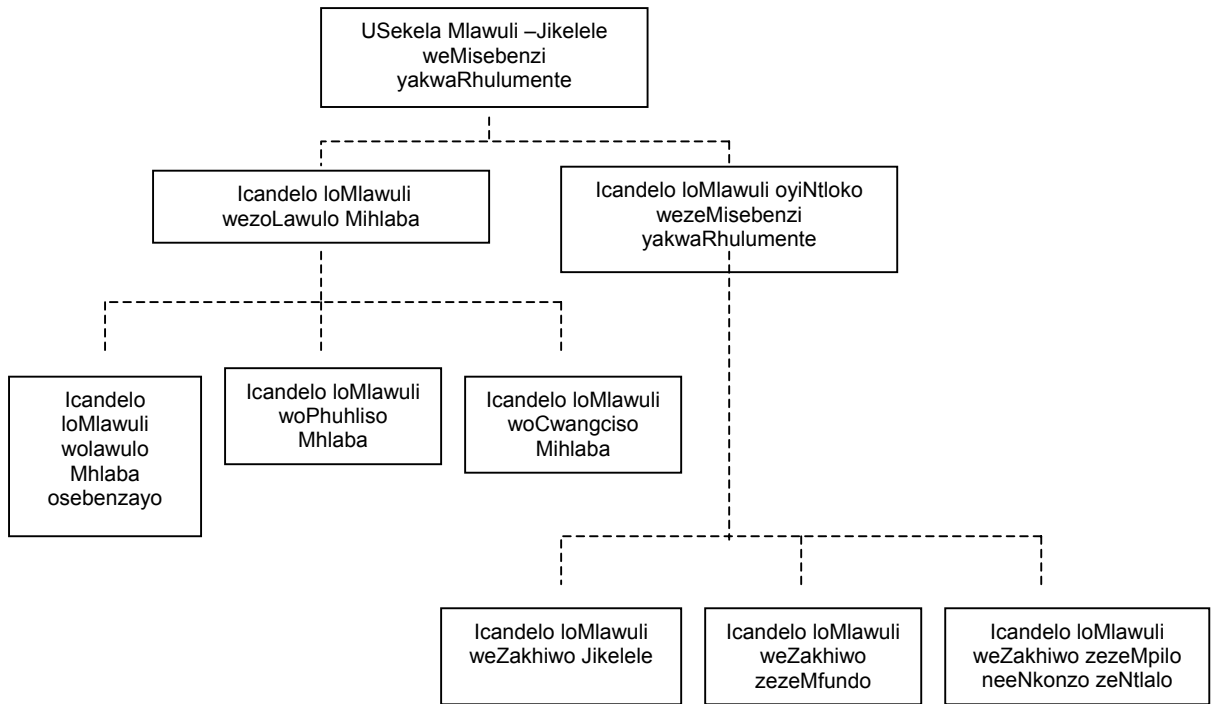 USekela Mlawuli –Jikelele
weMisebenzi
yakwaRhulumente
Icandelo loMlawuli
wezoLawulo Mihlaba
Icandelo loMlawuli oyiNtloko
wezeMisebenzi
yakwaRhulumente
Icandelo
loMlawuli
wolawulo
Mhlaba
osebenzayo
Icandelo loMlawuli
woPhuhliso
Mhlaba
Icandelo loMlawuli
woCwangciso
Mihlaba
Icandelo loMlawuli
weZakhiwo Jikelele
Icandelo loMlawuli
weZakhiwo
zezeMfundo
Icandelo loMlawuli
weZakhiwo zezeMpilo
neeNkonzo zeNtlalo